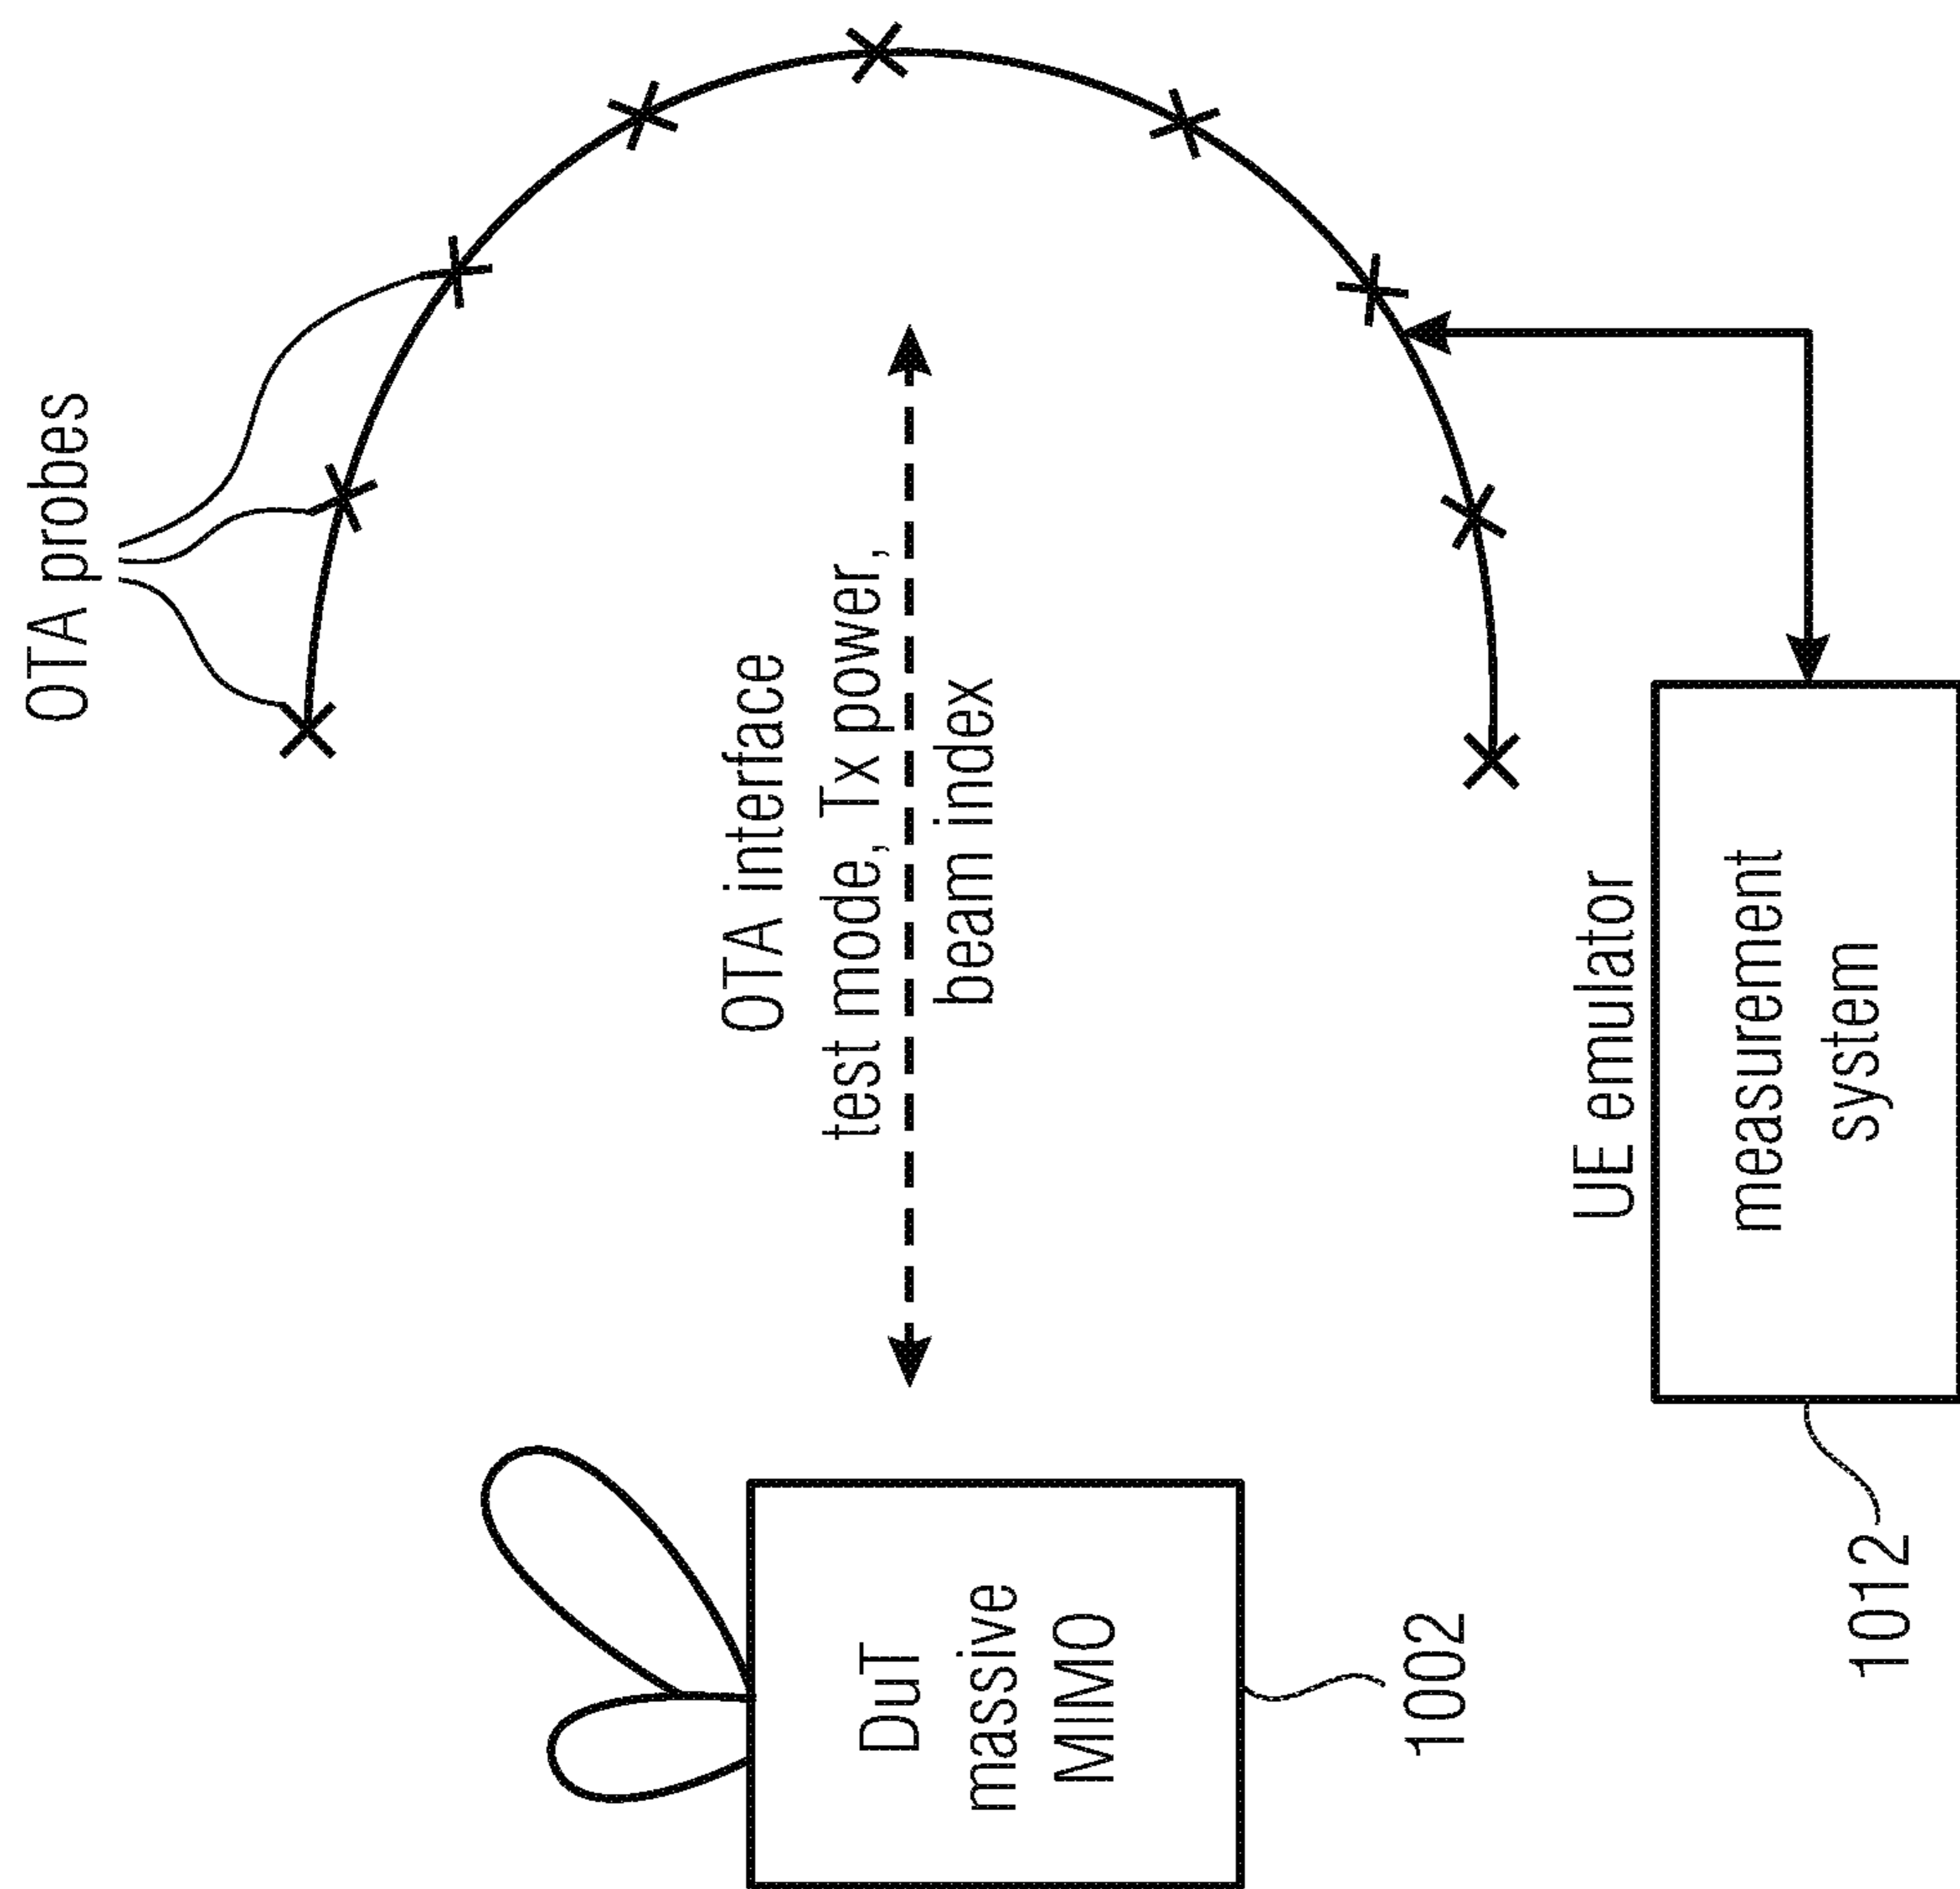 OTA probes
OTA interface
test mode, Tx power,
beam index
DuT
massive
MIMO
1002
UE emulator
measurement
system
1012